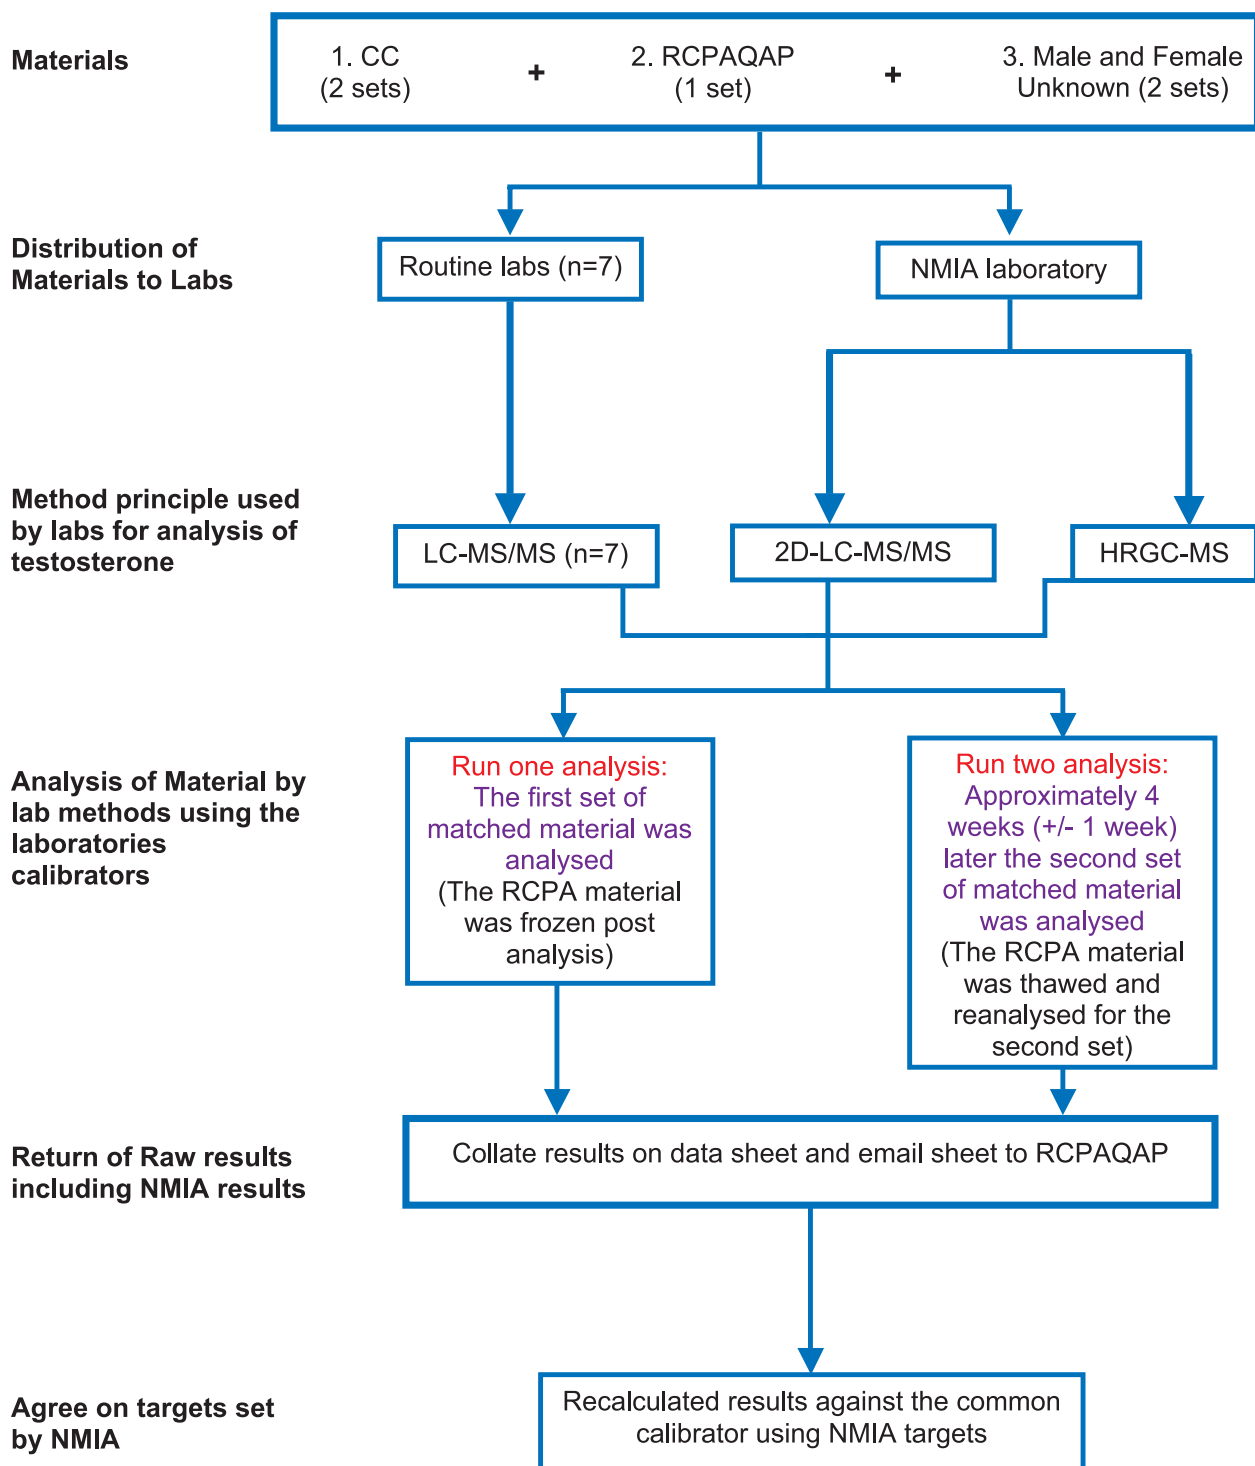 Materials
1. CC
(2 sets)
+
2. RCPAQAP
(1 set)
+
3. Male and Female
Unknown (2 sets)
Distribution of
Materials to Labs
Routine labs (n=7)
NMIA laboratory
Method principle used
by labs for analysis of
testosterone
LC-MS/MS (n=7)
2D-LC-MS/MS
HRGC-MS
Analysis of Material by
lab methods using the
laboratories
calibrators
Run one analysis:
The first set of
matched material was
analysed
(The RCPA material
was frozen post
analysis)
Run two analysis:
Approximately 4
weeks (+/- 1 week)
later the second set
of matched material
was analysed
(The RCPA material
was thawed and
reanalysed for the
second set)
Return of Raw results
including NMIA results
Collate results on data sheet and email sheet to RCPAQAP
Agree on targets set
by NMIA
Recalculated results against the common
calibrator using NMIA targets